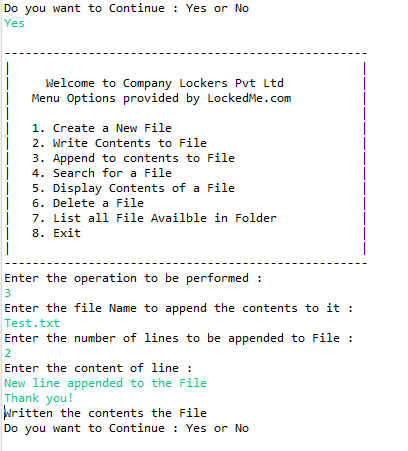 Do you want to Continue : Yes or No
Yes
----------------------------------------------------
Welcome to Company Lockers Pvt Ltd
Menu Options provided by LockedMe.com
1. Create a New File
2. Write Contents to File
3. Append to contents to File
4. Search for a File
5. Display Contents of a File
6. Delete a File
7. List all File Availble in Folder
8. Exit
----------------------------------------------------
Enter the operation to be performed :
3
Enter the file Name to append the contents to it :
Test.txt
Enter the number of lines to be appended to File :
2
Enter the content of line :
New line appended to the File
Thank you!
Written the contents the File
Do you want to Continue : Yes or No